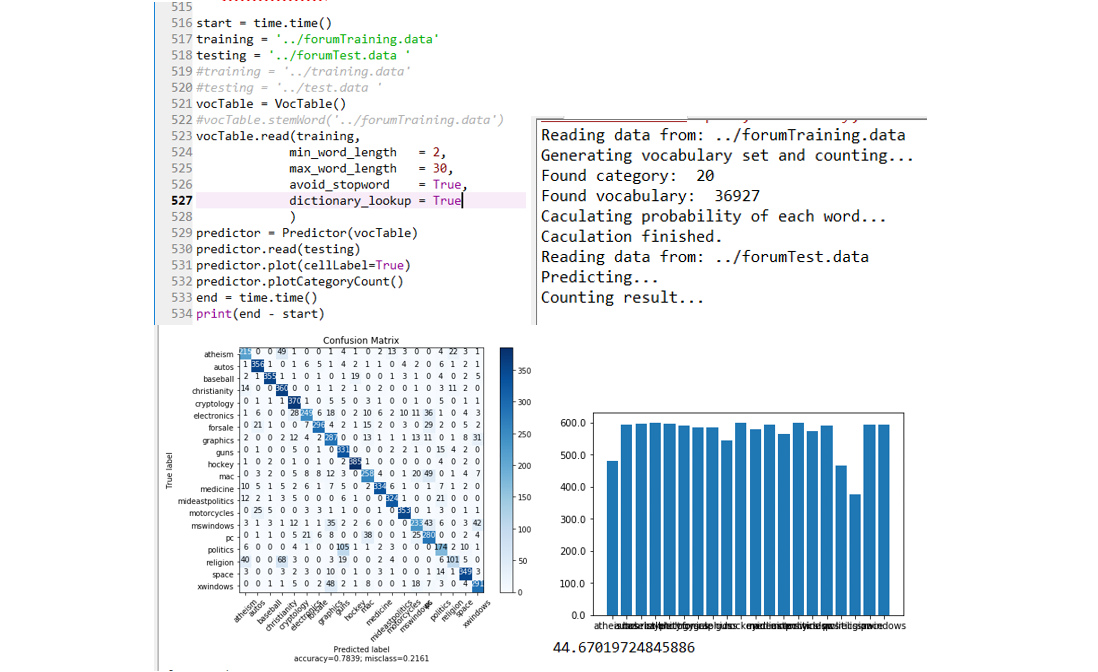 515
516 start = time.time()
517 training = '../forumTraining.data'
518 testing = '../forumTest.data '
519 #training = '../training.data'
520 #testing = '../test.data '
521 vocTable = VocTable()
522 #vocTable.stemWord('../forumTraining.data')
523 vocTable.read(training,
524 min_word_length = 2,
525 max_word_length = 30,
526 avoid_stopword = True,
527 dictionary_lookup = True
528 )
529 predictor = Predictor(vocTable)
530 predictor.read(testing)
531 predictor.plot(cellLabel=True)
532 predictor.plotCategoryCount()
533 end = time.time()
534 print(end - start)
Reading data from: ../forumTraining.data
Generating vocabulary set and counting...
Found category: 20
Found vocabulary: 36927
Caculating probability of each word...
Caculation finished.
Reading data from: ../forumTest.data
Predicting...
Counting result...
Confusion Matrix
True label
atheism 215 0 0 49 1 0 0 1 4 1 0 2 13 3 0 0 4 22 3 1
autos 1 356 1 0 1 6 5 1 4 2 1 1 0 4 2 0 6 1 2 1
baseball 2 1 355 1 1 0 1 0 1 19 0 0 1 3 1 0 4 0 2 5
christianity 14 0 0 360 0 1 1 2 1 0 2 0 0 0 0 3 11 2 0
cryptology 0 1 1 1 370 1 0 5 5 0 3 1 0 0 1 0 5 0 1 1
electronics 1 6 0 0 28 249 6 18 0 2 10 6 2 10 11 36 1 0 4 3
forsale 0 21 1 0 0 7 296 4 1 2 15 2 0 3 0 29 2 0 5 2
graphics 2 0 0 2 12 4 2 287 0 0 13 1 1 1 13 11 0 1 8 31
guns 0 1 0 0 5 0 1 0 331 0 0 2 2 1 0 15 4 2 0
hockey 1 0 2 0 1 0 1 0 2 385 1 0 0 0 0 0 4 0 0 2
mac 0 3 2 0 5 8 8 12 3 0 258 4 0 1 20 49 0 1 4 7
medicine 10 5 1 5 2 6 1 7 5 0 2 334 6 1 0 1 7 1 2 0
mideastpolitics 12 2 1 3 5 0 0 0 6 1 0 0 324 0 0 0 21 0 0 0
motorcycles 0 25 5 0 0 3 3 1 1 0 0 1 0 353 0 1 3 0 1 0
mswindows 3 1 3 1 12 1 1 35 2 2 6 0 0 0 233 43 6 0 3 42
pc 0 1 0 0 5 21 6 8 0 0 38 0 0 1 25 280 0 0 2 4
politics 6 0 0 0 4 1 0 0 105 1 1 2 3 0 0 0 174 2 10 1
religion 40 0 0 68 3 0 0 3 19 0 0 2 4 0 0 0 6 101 5 0
space 3 0 3 2 3 0 0 10 1 0 3 1 0 1 0 1 14 1 349 3
xwindows 0 1 1 5 0 2 48 2 1 8 0 0 1 18 7 3 0 4 291
atheism
autos
baseball
christianity
cryptology
electronics
forsale
graphics
guns
hockey
mac
medicine
mideastpolitics
motorcycles
mswindows
pc
politics
religion
space
xwindows
Predicted label
accuracy=0.7839; misclass=0.2161
350
300
250
200
150
100
50
0
600.0
500.0
400.0
300.0
200.0
100.0
0.0
44.67019724845886